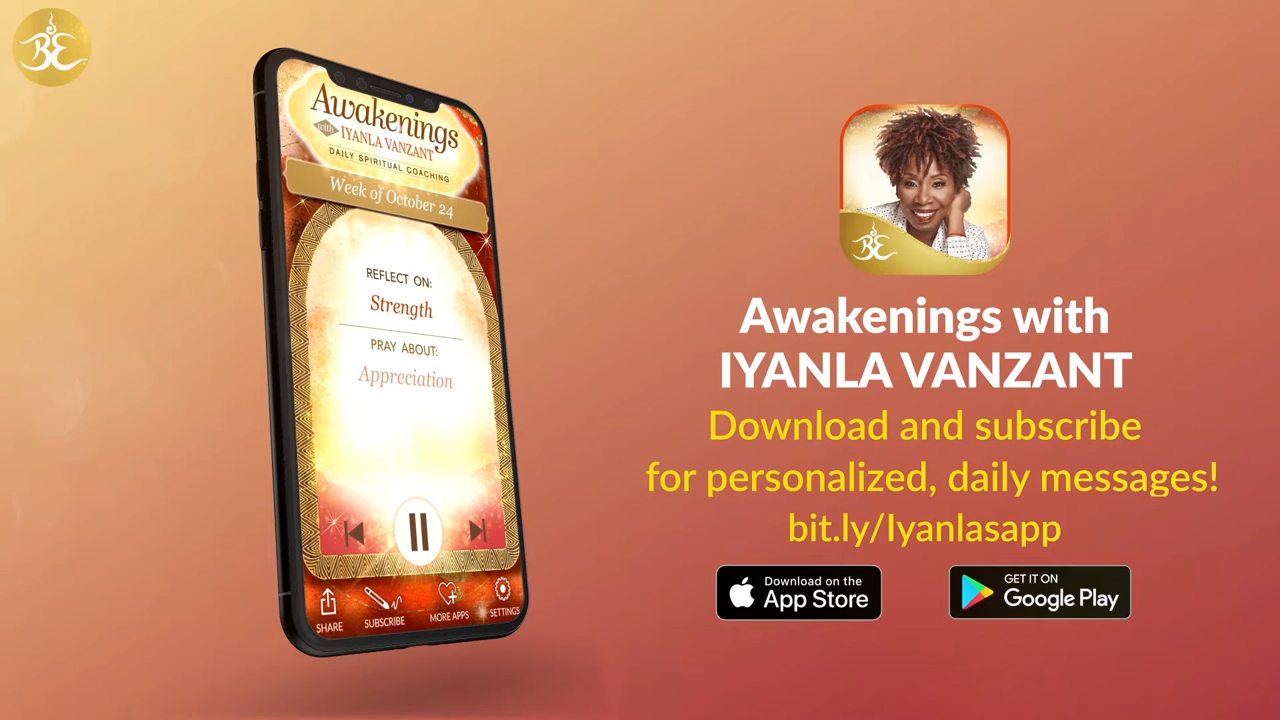 Awakenings
with IYANLA VANZANT
DAILY SPIRITUAL COACHING
Week of October 24
REFLECT ON:
Strength
PRAY ABOUT:
Appreciation
SHARE
SUBSCRIBE
MORE APPS
SETTINGS
Awakenings with
IYANLA VANZANT
Download and subscribe
for personalized, daily messages!
bit.ly/Iyanlasapp
Download on the
App Store
GET IT ON
Google Play